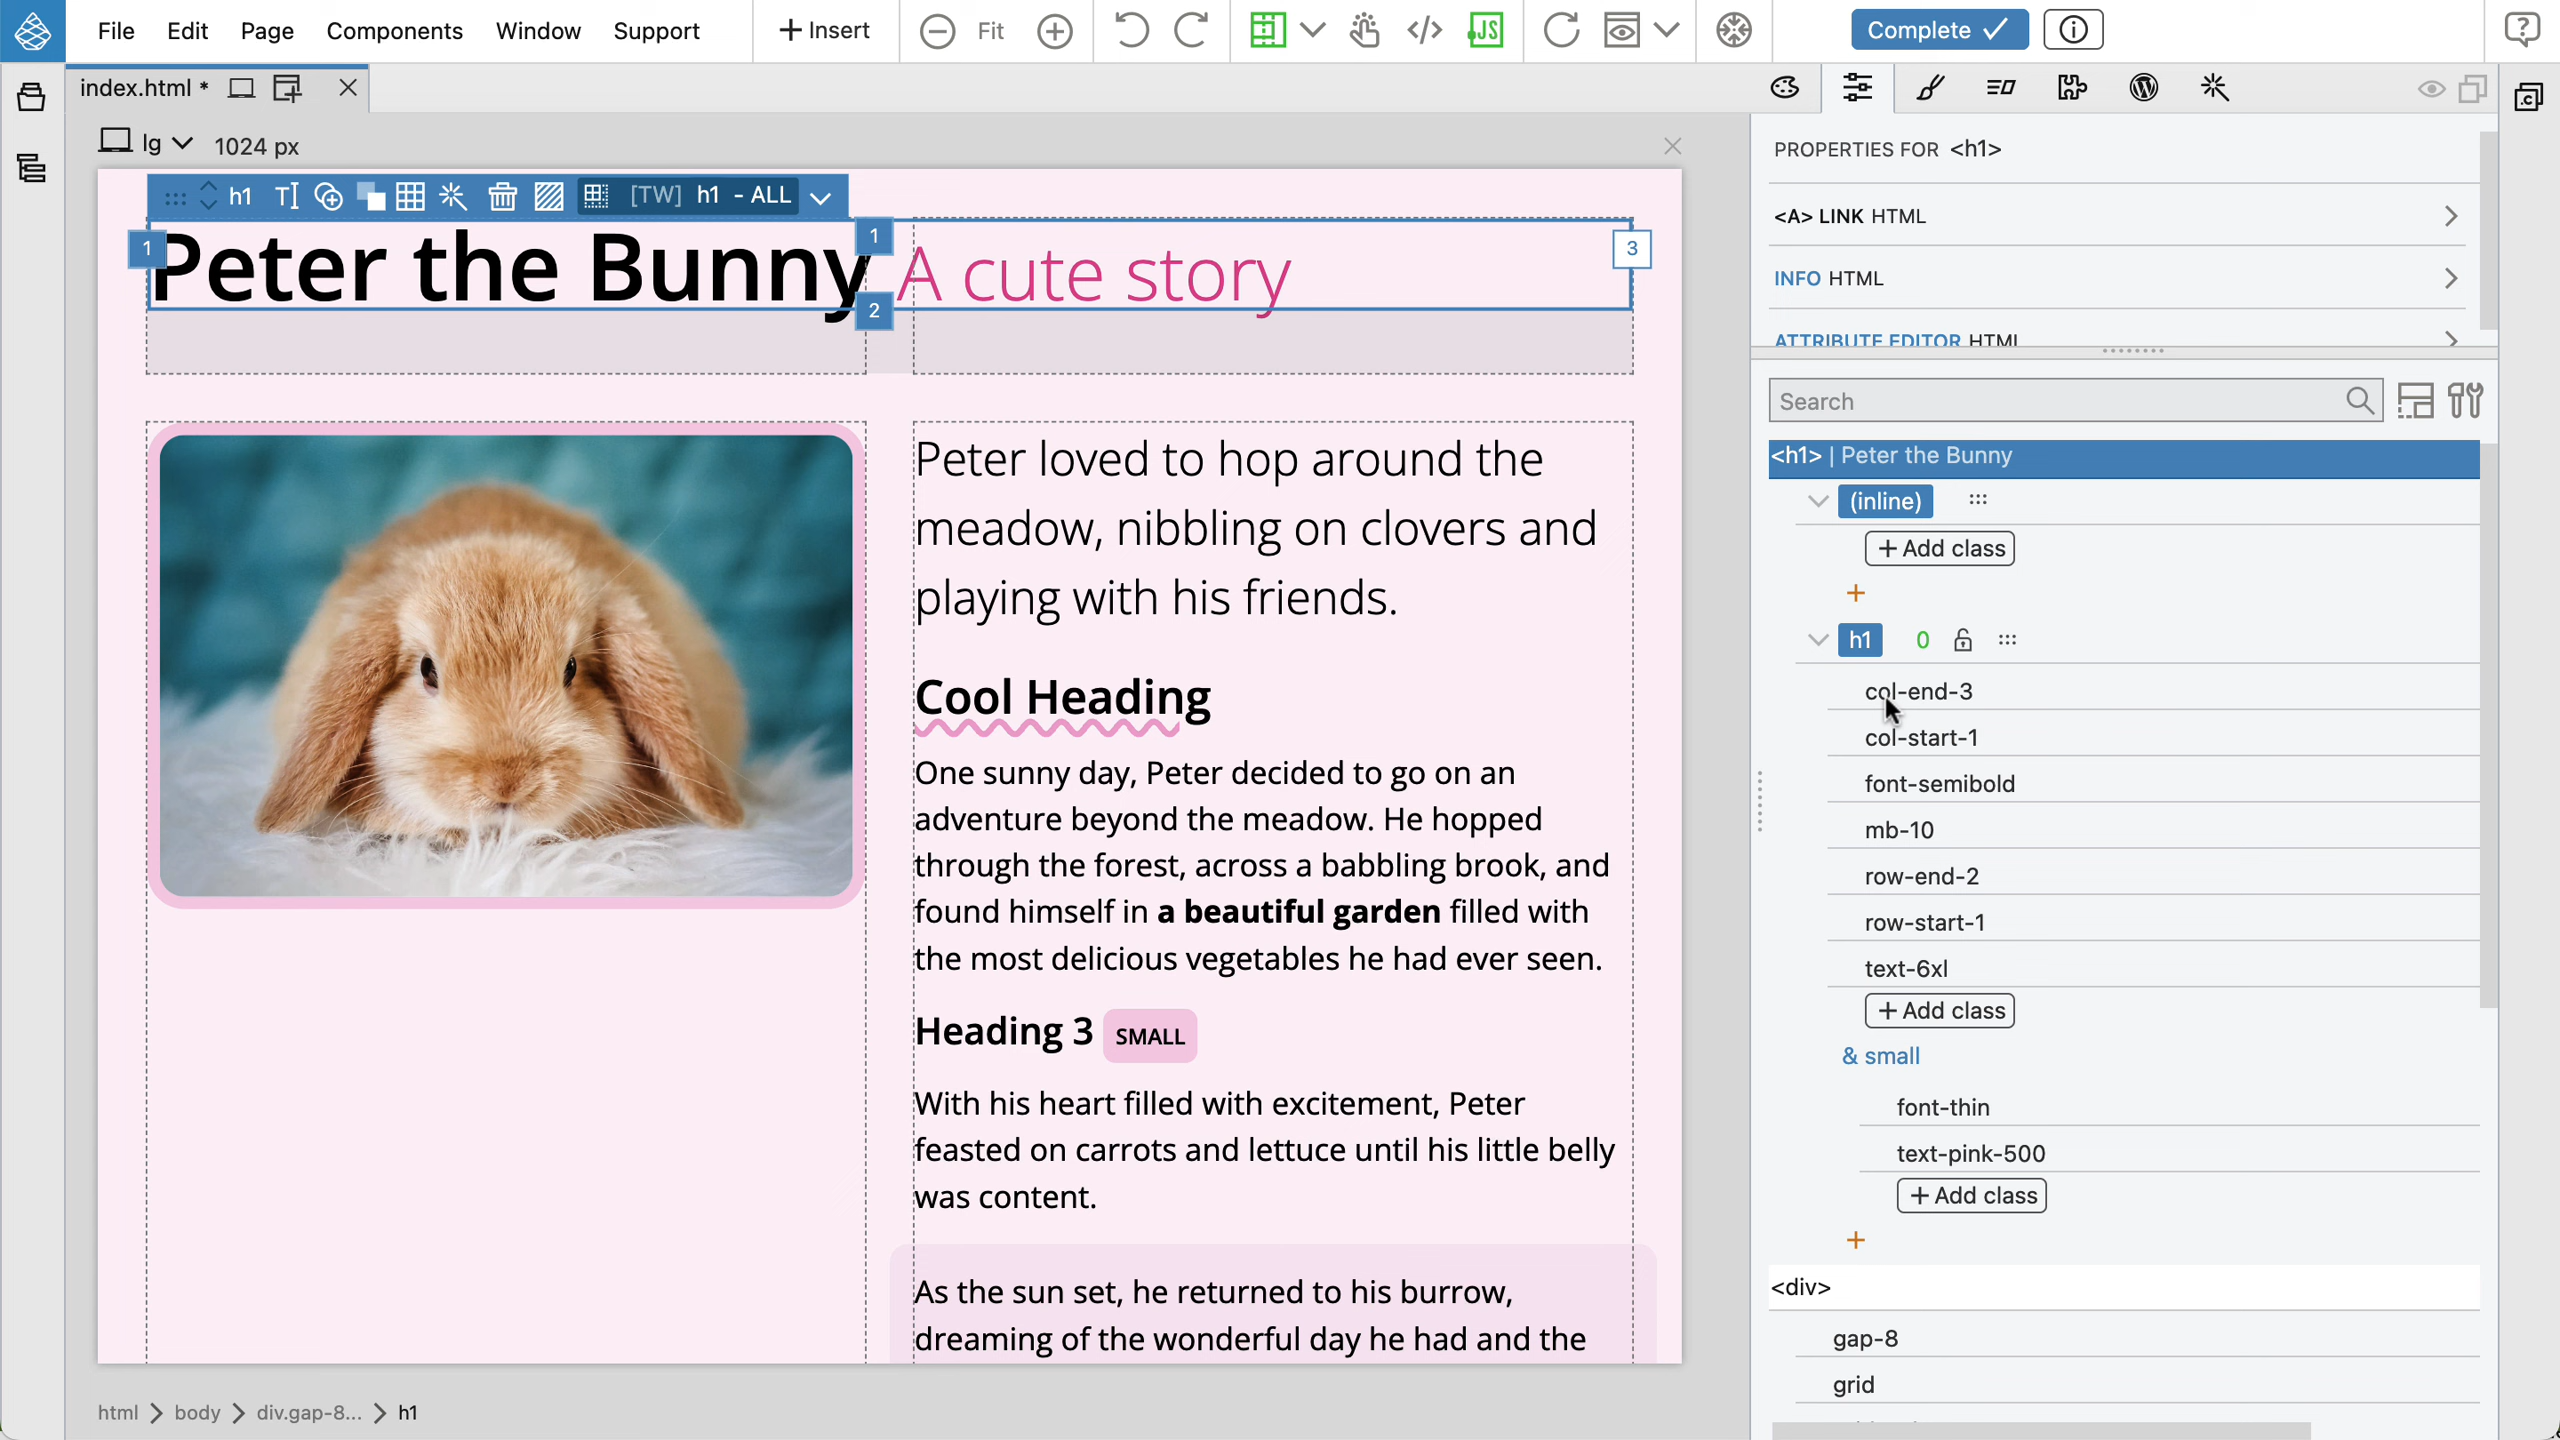 File Edit Page Components Window Support + Insert Fit JS Complete
index.html *
lg 1024 px
h1 [TW] h1 - ALL
1 1 3
Peter the Bunny A cute story
2
Peter loved to hop around the
meadow, nibbling on clovers and
playing with his friends.
Cool Heading
One sunny day, Peter decided to go on an
adventure beyond the meadow. He hopped
through the forest, across a babbling brook, and
found himself in a beautiful garden filled with
the most delicious vegetables he had ever seen.
Heading 3 SMALL
With his heart filled with excitement, Peter
feasted on carrots and lettuce until his little belly
was content.
As the sun set, he returned to his burrow,
dreaming of the wonderful day he had and the
html > body > div.gap-8... > h1
PROPERTIES FOR <h1>
<A> LINK HTML
INFO HTML
ATTRIBUTE EDITOR HTML
Search
<h1> | Peter the Bunny
(inline)
+ Add class
+
h1 0
col-end-3
col-start-1
font-semibold
mb-10
row-end-2
row-start-1
text-6xl
+ Add class
& small
font-thin
text-pink-500
+ Add class
+
<div>
gap-8
grid